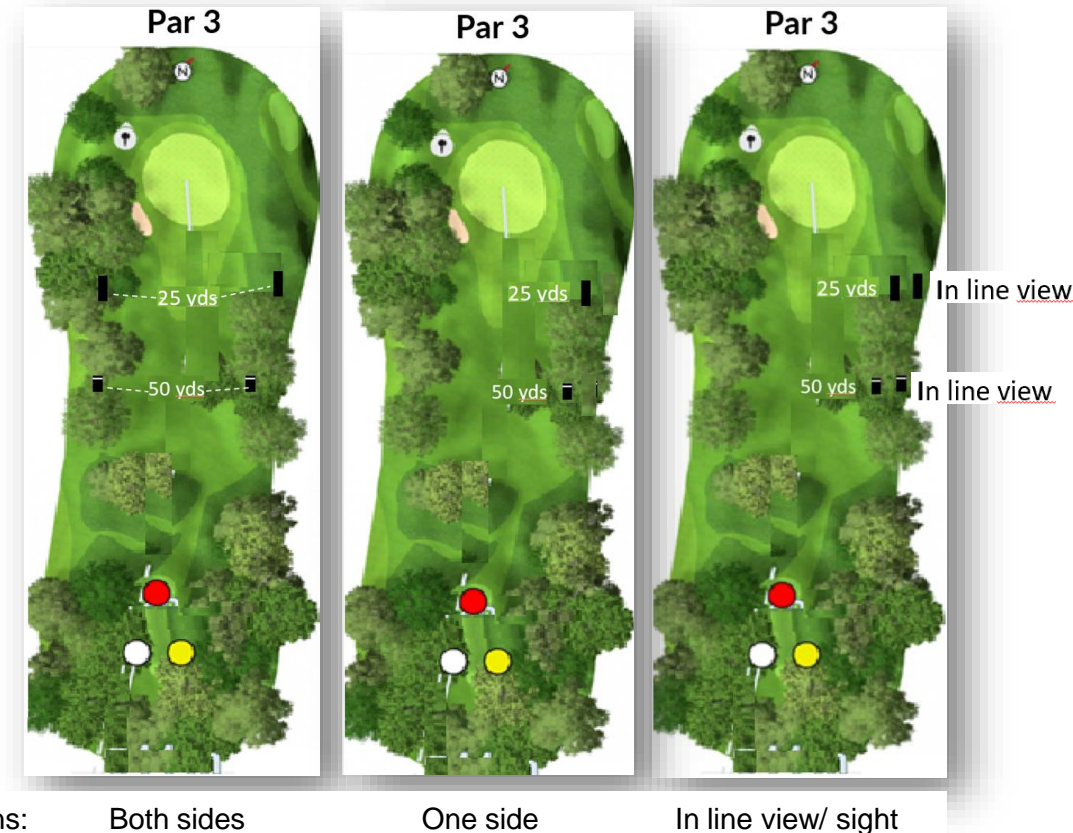 Par 3
Par 3
Par 3
N
N
N
25 yds
25 yds
25 yds
In line view
50 yds
50 yds
50 yds
In line view
ns:
Both sides
One side
In line view/ sight